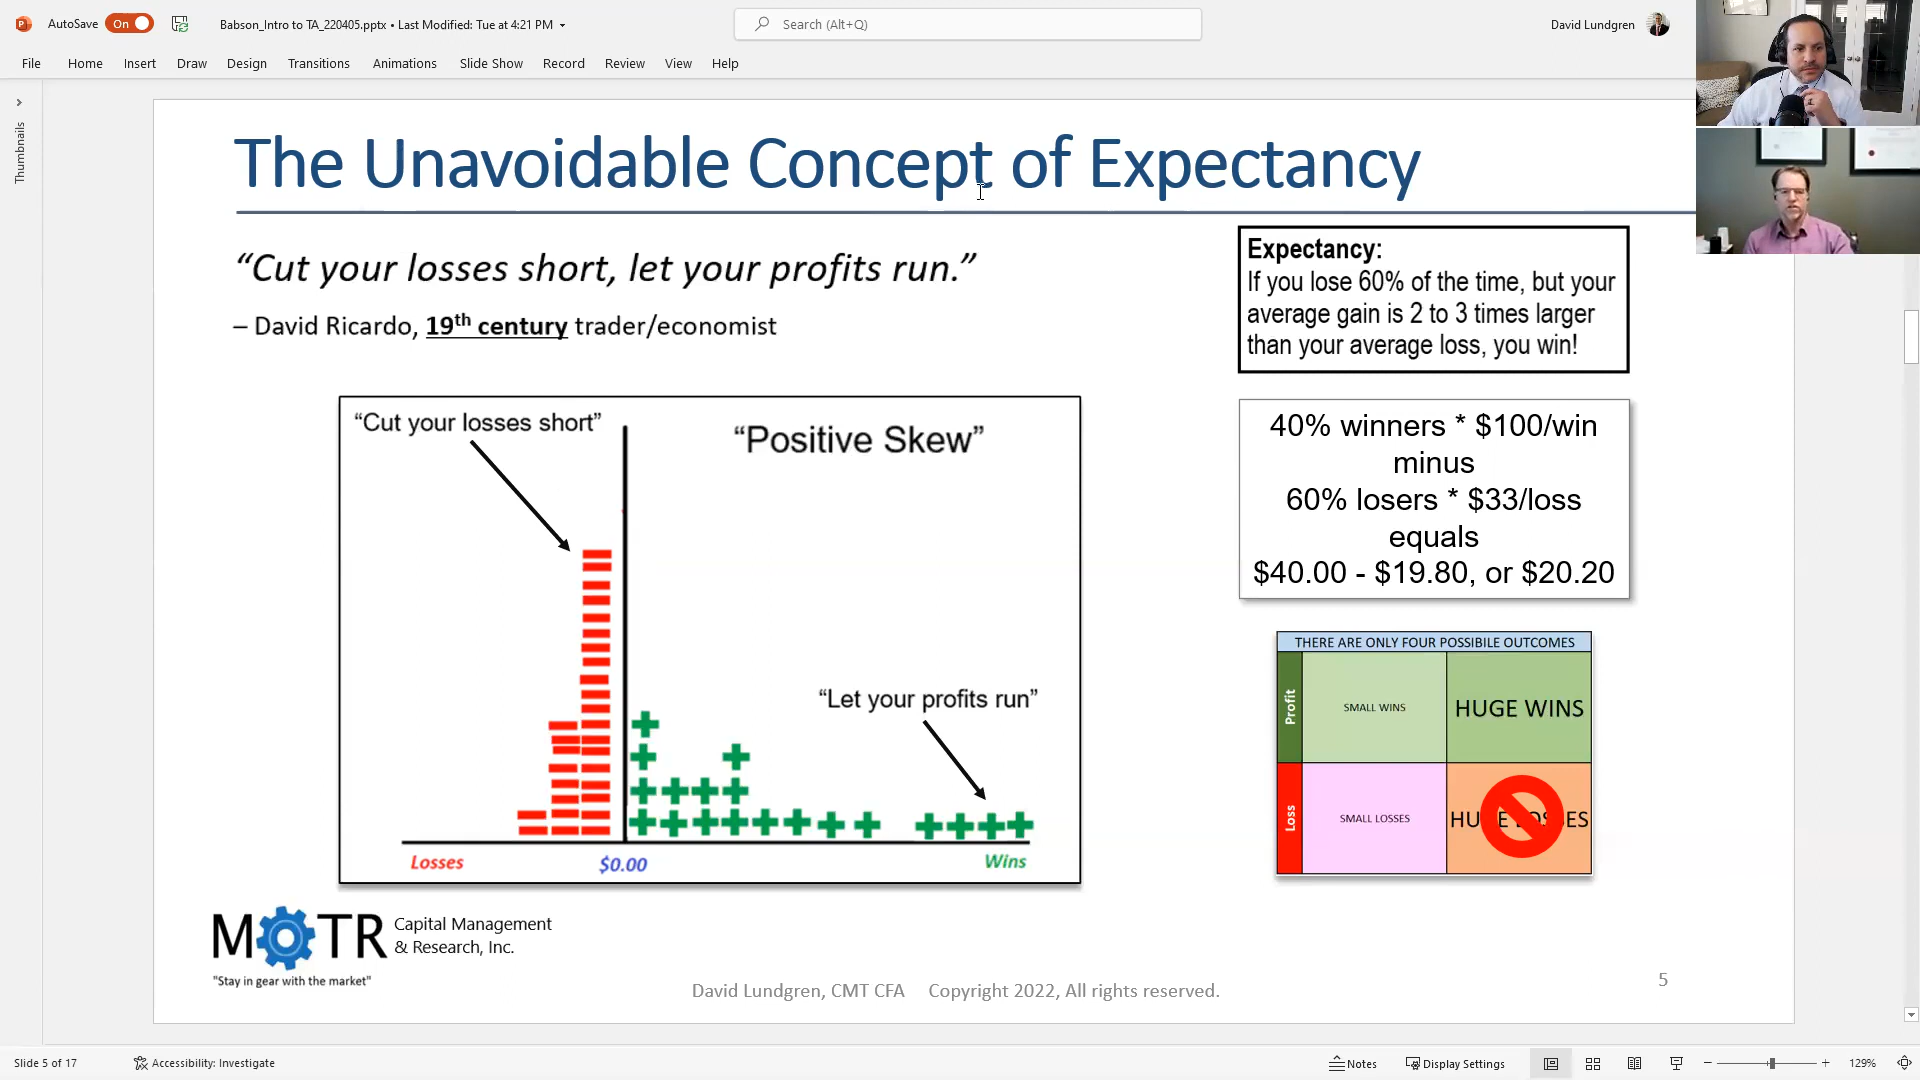 AutoSave On Babson_Intro to TA_220405.pptx • Last Modified: Tue at 4:21 PM Search (Alt+Q) David Lundgren
File Home Insert Draw Design Transitions Animations Slide Show Record Review View Help
Thumbnails
The Unavoidable Concept of Expectancy
“Cut your losses short, let your profits run.”
– David Ricardo, 19th century trader/economist
Expectancy:
If you lose 60% of the time, but your
average gain is 2 to 3 times larger
than your average loss, you win!
“Cut your losses short”
“Positive Skew”
“Let your profits run”
Losses $0.00 Wins
40% winners * $100/win
minus
60% losers * $33/loss
equals
$40.00 - $19.80, or $20.20
THERE ARE ONLY FOUR POSSIBILE OUTCOMES
Profit SMALL WINS HUGE WINS
Loss SMALL LOSSES HUGE LOSSES
MOTR Capital Management
& Research, Inc.
"Stay in gear with the market"
David Lundgren, CMT CFA Copyright 2022, All rights reserved.
5
Slide 5 of 17 Accessibility: Investigate Notes Display Settings 129%